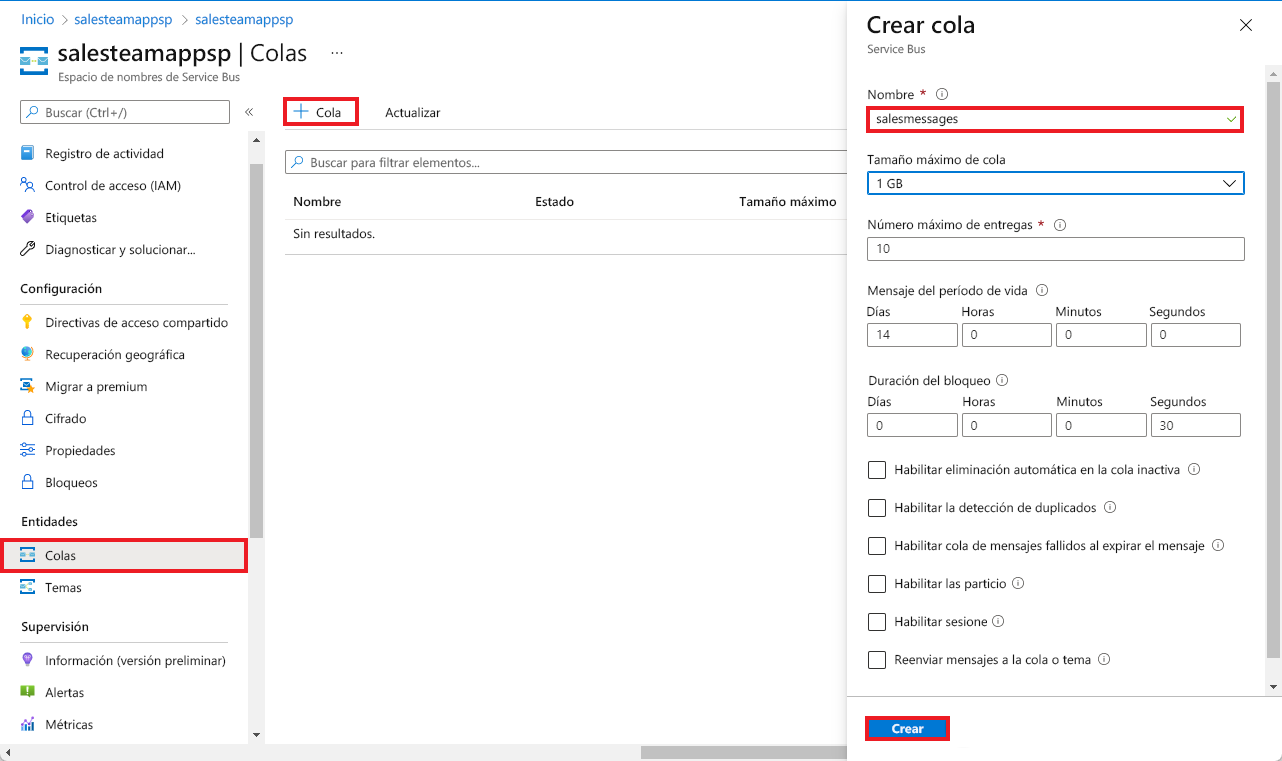 Inicio > salesteamappsp > salesteamappsp
salesteamappsp | Colas ...
Espacio de nombres de Service Bus
Buscar (Ctrl+/)
«
Registro de actividad
Control de acceso (IAM)
Etiquetas
Diagnosticar y solucionar...
Configuración
Directivas de acceso compartido
Recuperación geográfica
Migrar a premium
Cifrado
Propiedades
Bloqueos
Entidades
Colas
Temas
Supervisión
Información (versión preliminar)
Alertas
Métricas
+ Cola Actualizar
Buscar para filtrar elementos...
Nombre Estado Tamaño máximo
Sin resultados.
Crear cola
Service Bus
Nombre *
salesmessages
Tamaño máximo de cola
1 GB
Número máximo de entregas *
10
Mensaje del período de vida
Días Horas Minutos Segundos
14 0 0 0
Duración del bloqueo
Días Horas Minutos Segundos
0 0 0 30
Habilitar eliminación automática en la cola inactiva
Habilitar la detección de duplicados
Habilitar cola de mensajes fallidos al expirar el mensaje
Habilitar las particio
Habilitar sesione
Reenviar mensajes a la cola o tema
Crear